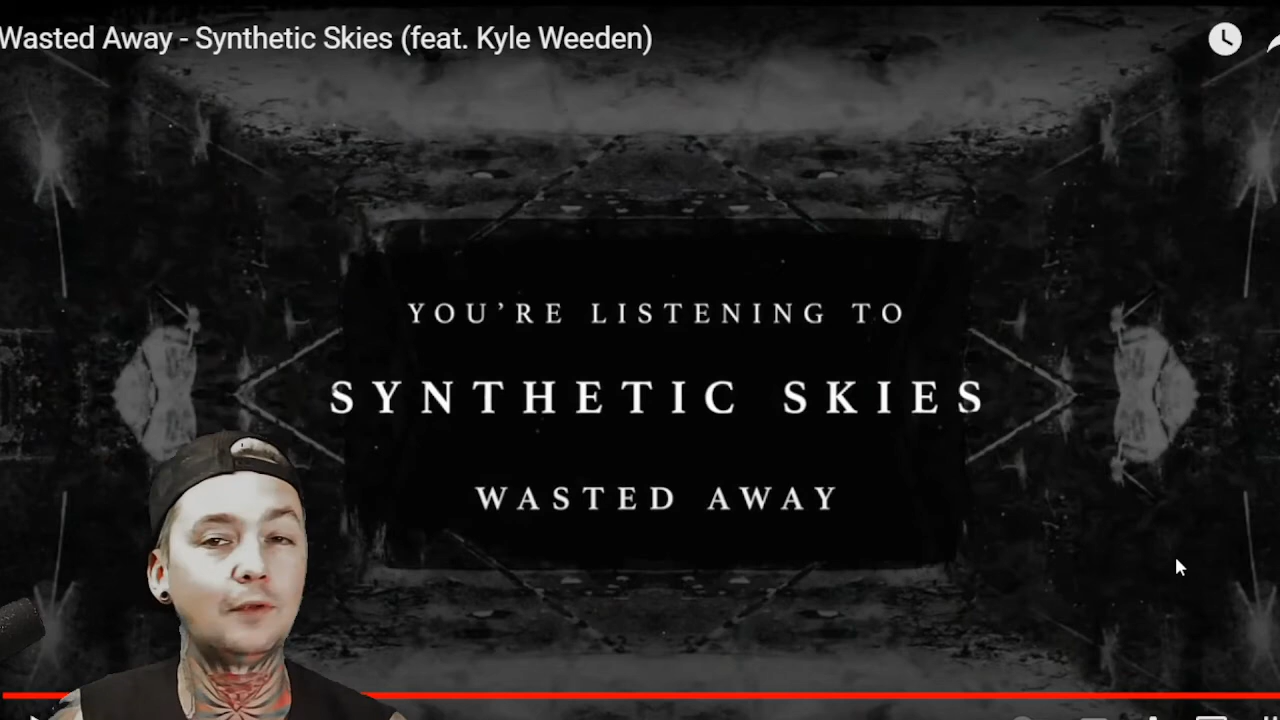 Wasted Away - Synthetic Skies (feat. Kyle Weeden)
YOU'RE LISTENING TO
SYNTHETIC SKIES
WASTED AWAY